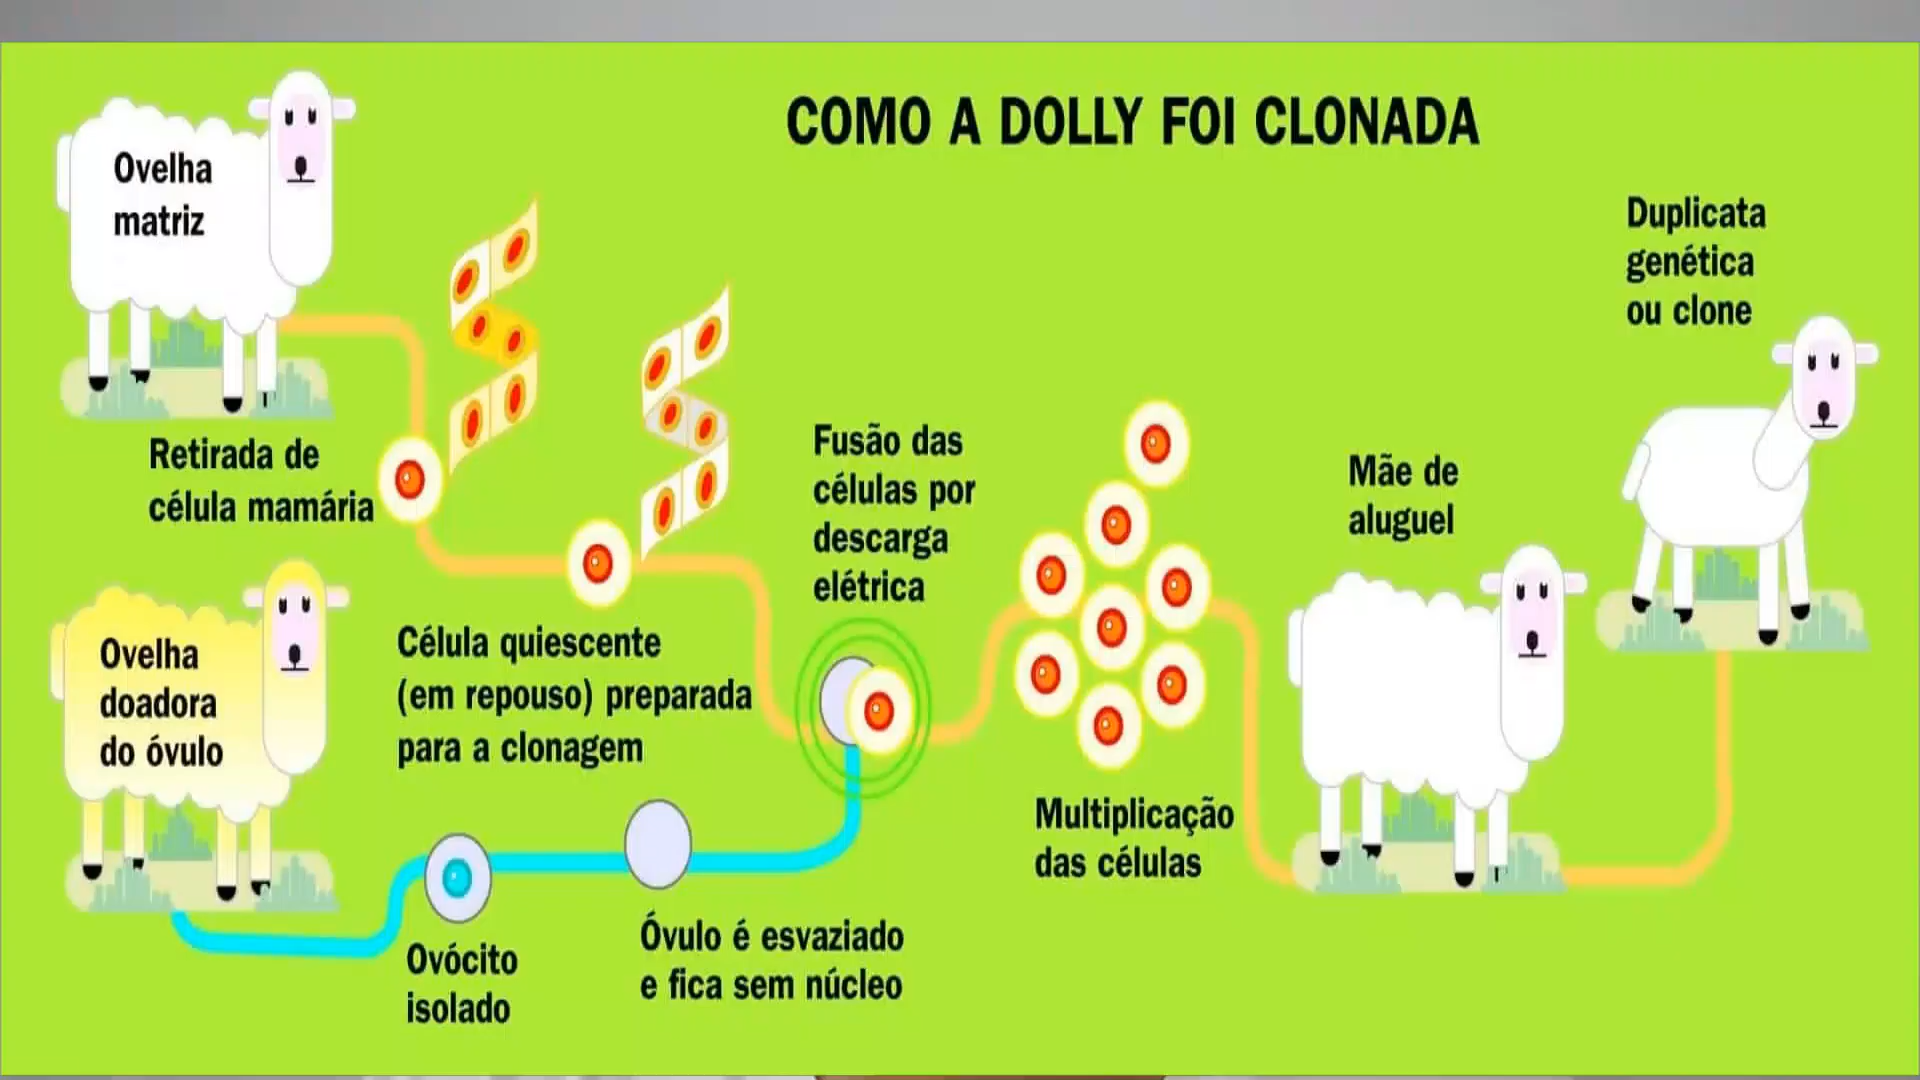 COMO A DOLLY FOI CLONADA
Ovelha
matriz
Retirada de
célula mamária
Ovelha
doadora
do óvulo
Célula quiescente
(em repouso) preparada
para a clonagem
Ovócito
isolado
Óvulo é esvaziado
e fica sem núcleo
Fusão das
células por
descarga
elétrica
Multiplicação
das células
Mãe de
aluguel
Duplicata
genética
ou clone